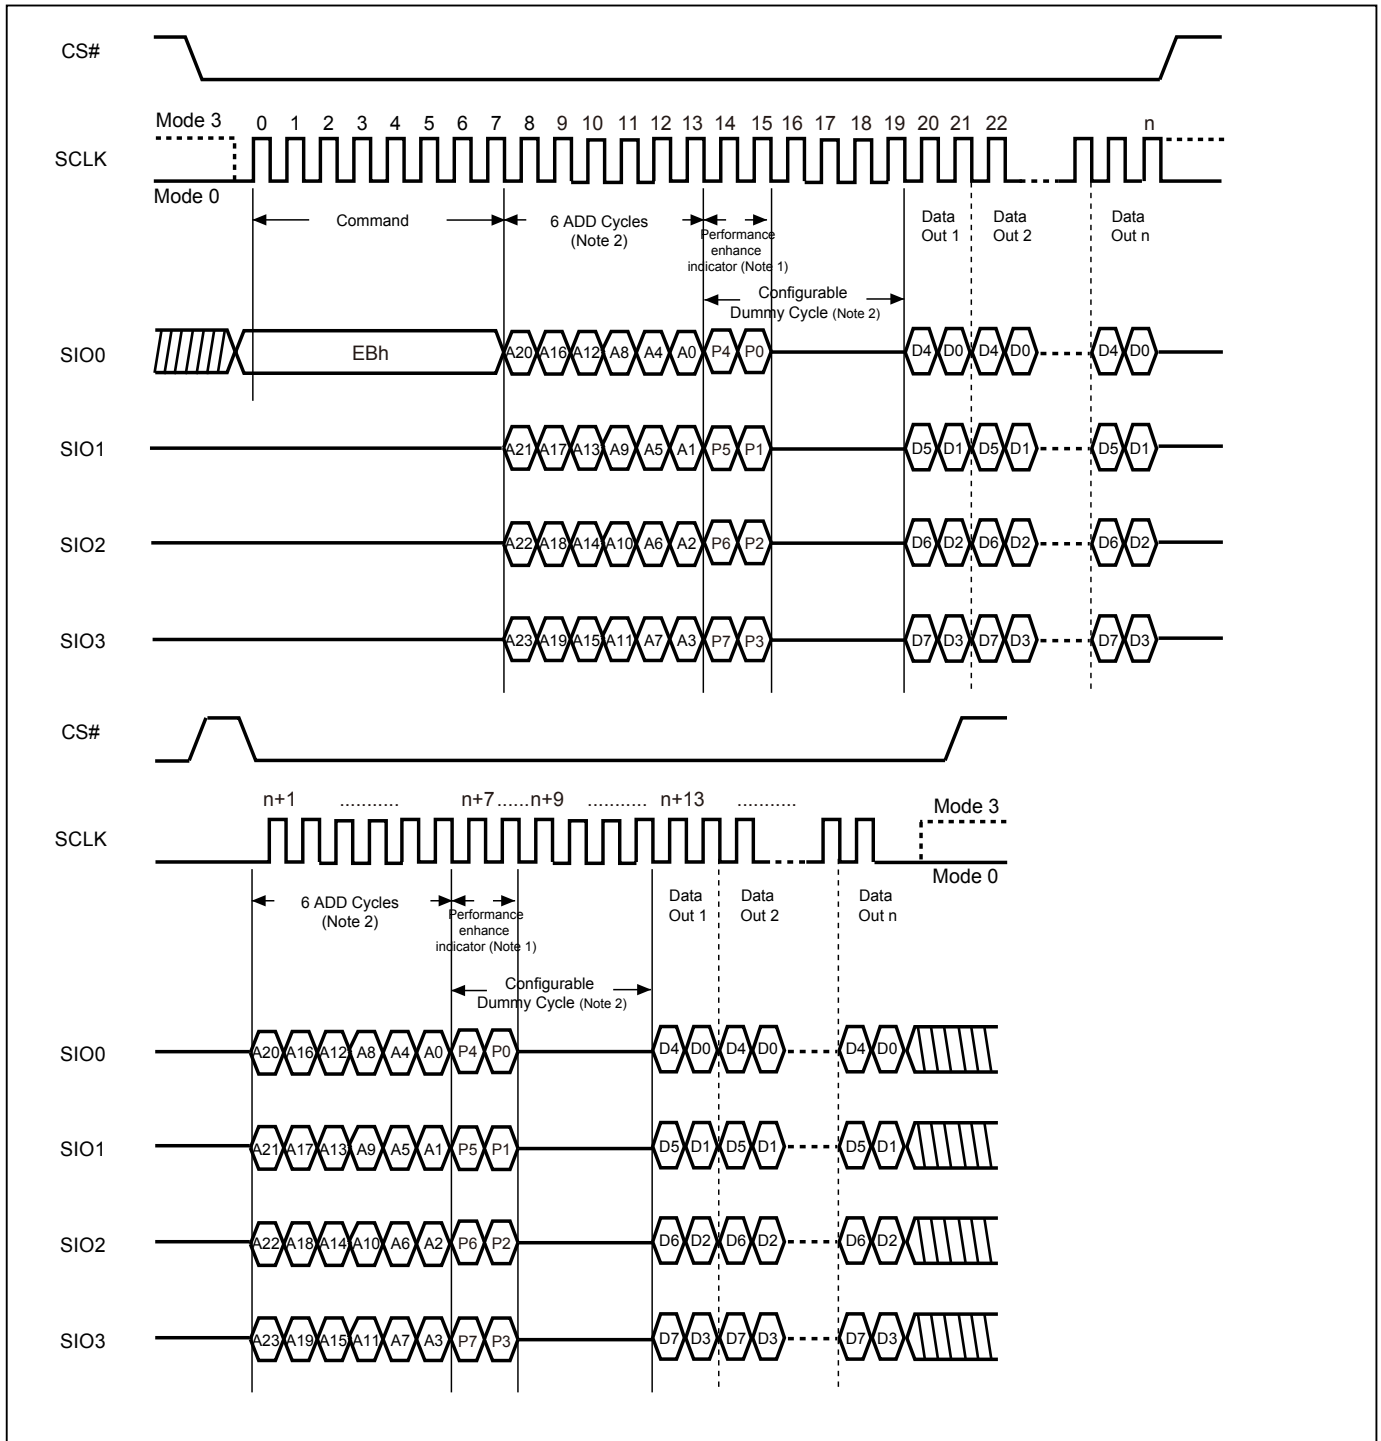 CS#
Mode 3
0 1 2 3 4 5 6 7 8 9 10 11 12 13 14 15 16 17 18 19 20 21 22 n
SCLK
Mode 0
Command
6 ADD Cycles
(Note 2)
Performance
enhance
indicator (Note 1)
Data
Out 1
Data
Out 2
Data
Out n
Configurable
Dummy Cycle (Note 2)
SIO0 EBh A20 A16 A12 A8 A4 A0 P4 P0 D4 D0 D4 D0 D4 D0
SIO1 A21 A17 A13 A9 A5 A1 P5 P1 D5 D1 D5 D1 D5 D1
SIO2 A22 A18 A14 A10 A6 A2 P6 P2 D6 D2 D6 D2 D6 D2
SIO3 A23 A19 A15 A11 A7 A3 P7 P3 D7 D3 D7 D3 D7 D3
CS#
n+1 ........... n+7 ...... n+9 ........... n+13 ...........
Mode 3
SCLK
Mode 0
6 ADD Cycles
(Note 2)
Performance
enhance
indicator (Note 1)
Data
Out 1
Data
Out 2
Data
Out n
Configurable
Dummy Cycle (Note 2)
SIO0 A20 A16 A12 A8 A4 A0 P4 P0 D4 D0 D4 D0 D4 D0
SIO1 A21 A17 A13 A9 A5 A1 P5 P1 D5 D1 D5 D1 D5 D1
SIO2 A22 A18 A14 A10 A6 A2 P6 P2 D6 D2 D6 D2 D6 D2
SIO3 A23 A19 A15 A11 A7 A3 P7 P3 D7 D3 D7 D3 D7 D3